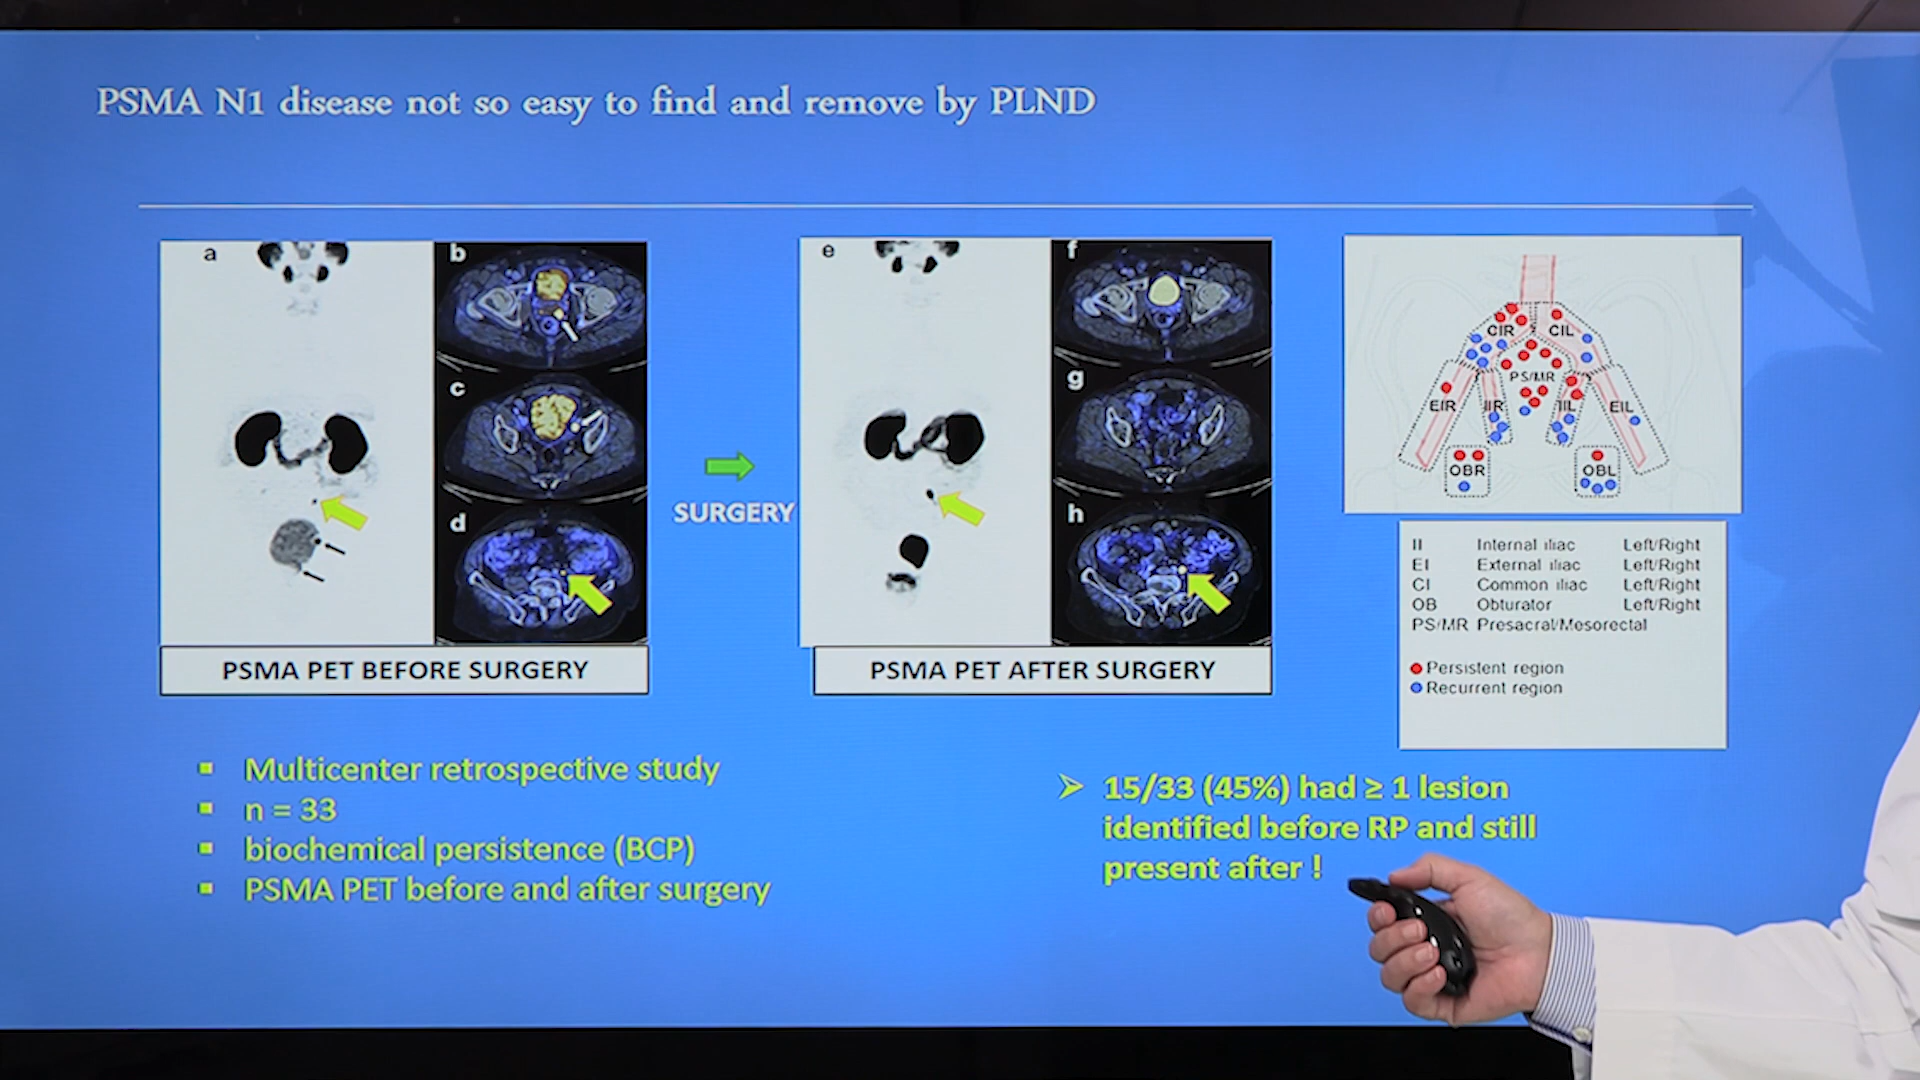 PSMA N1 disease not so easy to find and remove by PLND
a
b
c
d
PSMA PET BEFORE SURGERY
SURGERY
e
f
g
h
PSMA PET AFTER SURGERY
CIR CIL
PS/MR
EIR IIR IIL EIL
OBR OBL
II Internal iliac Left/Right
EI External iliac Left/Right
CI Common iliac Left/Right
OB Obturator Left/Right
PS/MR Presacral/Mesorectal
Persistent region
Recurrent region
▪ Multicenter retrospective study
▪ n = 33
▪ biochemical persistence (BCP)
▪ PSMA PET before and after surgery
➢ 15/33 (45%) had ≥ 1 lesion
identified before RP and still
present after !